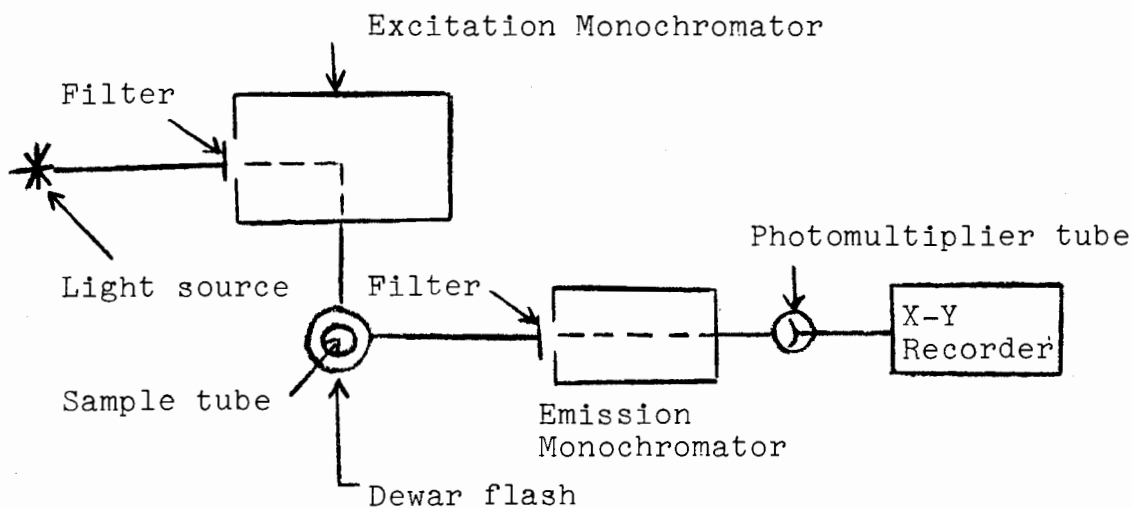 Excitation Monochromator
Filter
Light source
Filter
Photomultiplier tube
X-Y
Recorder
Sample tube
Emission
Monochromator
Dewar flash